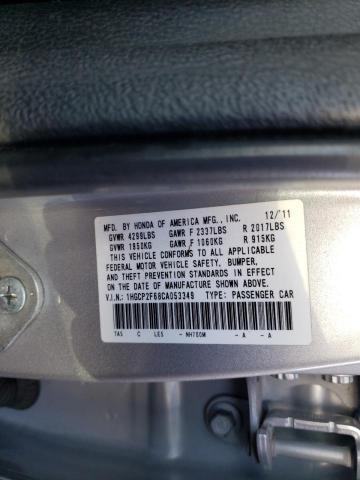 MFD. BY HONDA OF AMERICA MFG., INC. 12/'11
GVWR 4299LBS GAWR F 2337LBS R 2017LBS
GVWR 1950KG GAWR F 1060KG R 915KG
THIS VEHICLE CONFORMS TO ALL APPLICABLE
FEDERAL MOTOR VEHICLE SAFETY, BUMPER,
AND THEFT PREVENTION STANDARDS IN EFFECT
ON THE DATE OF MANUFACTURE SHOWN ABOVE.
V.I.N.: 1HGCP2F68CA053349 TYPE: PASSENGER CAR
TA5 C LES - NH700M - A - A